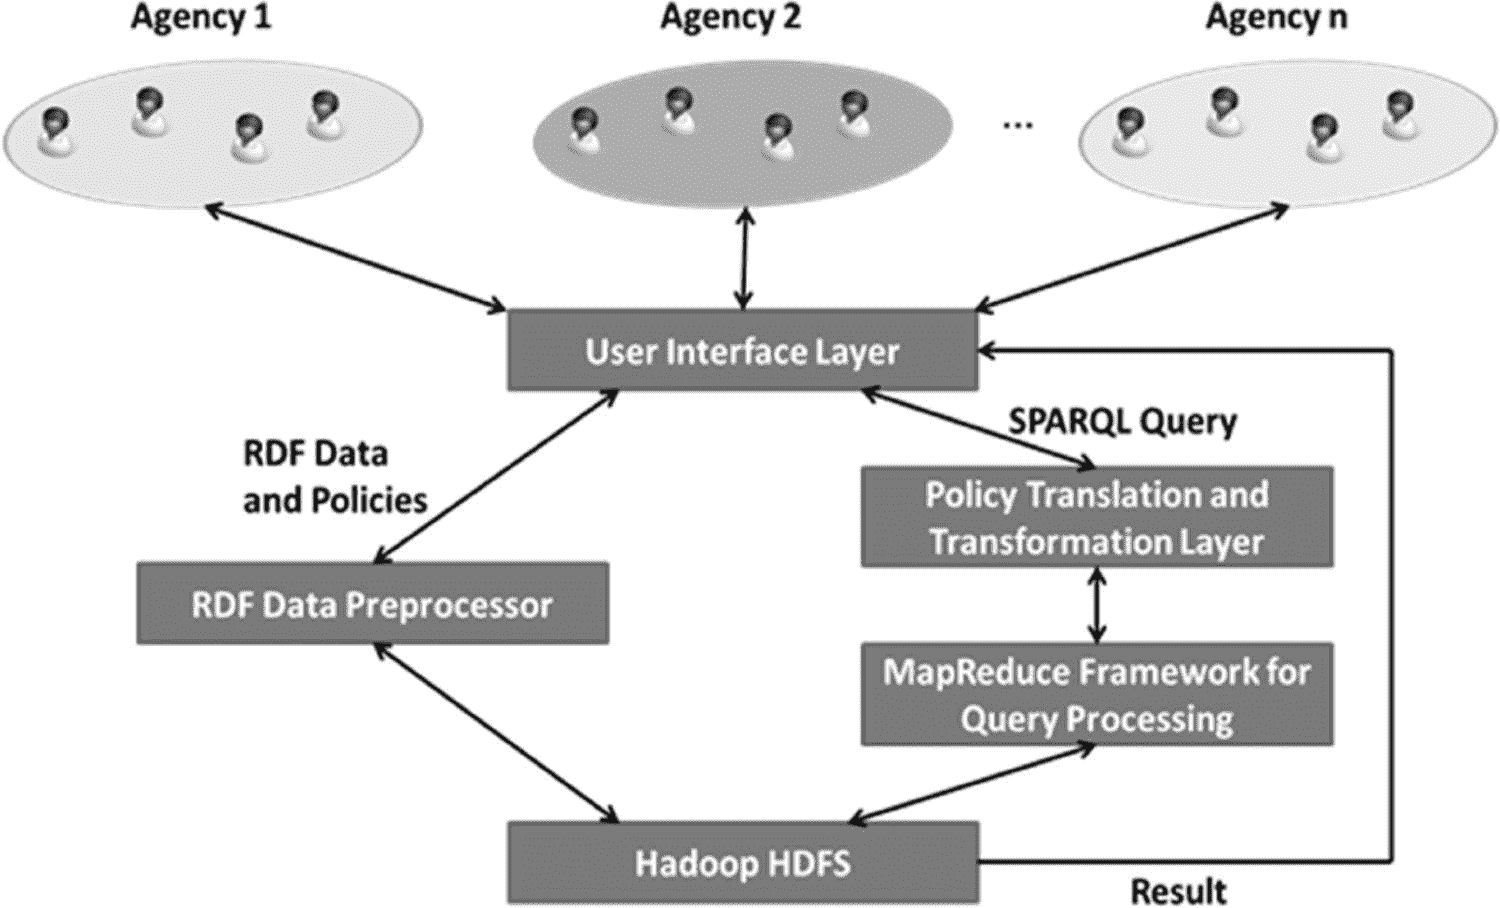 Agency 1
Agency 2
Agency n
...
User Interface Layer
SPARQL Query
RDF Data
and Policies
Policy Translation and
Transformation Layer
RDF Data Preprocessor
MapReduce Framework for
Query Processing
Hadoop HDFS
Result